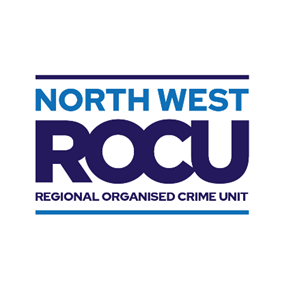 NORTH WEST
ROCU
REGIONAL ORGANISED CRIME UNIT